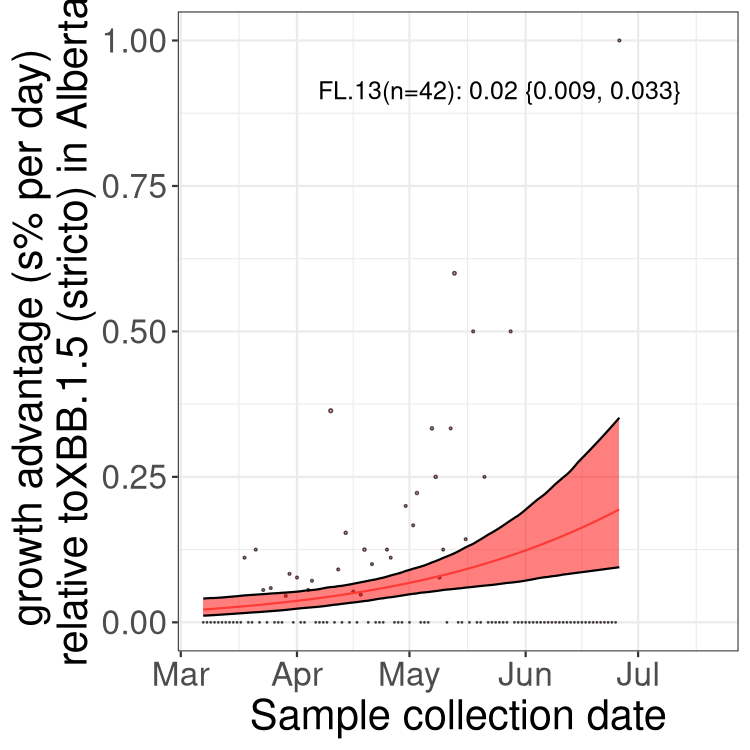 growth advantage (s% per day)
relative toXBB.1.5 (stricto) in Alberta
1.00
0.75
0.50
0.25
0.00
FL.13(n=42): 0.02 {0.009, 0.033}
Mar Apr May Jun Jul
Sample collection date